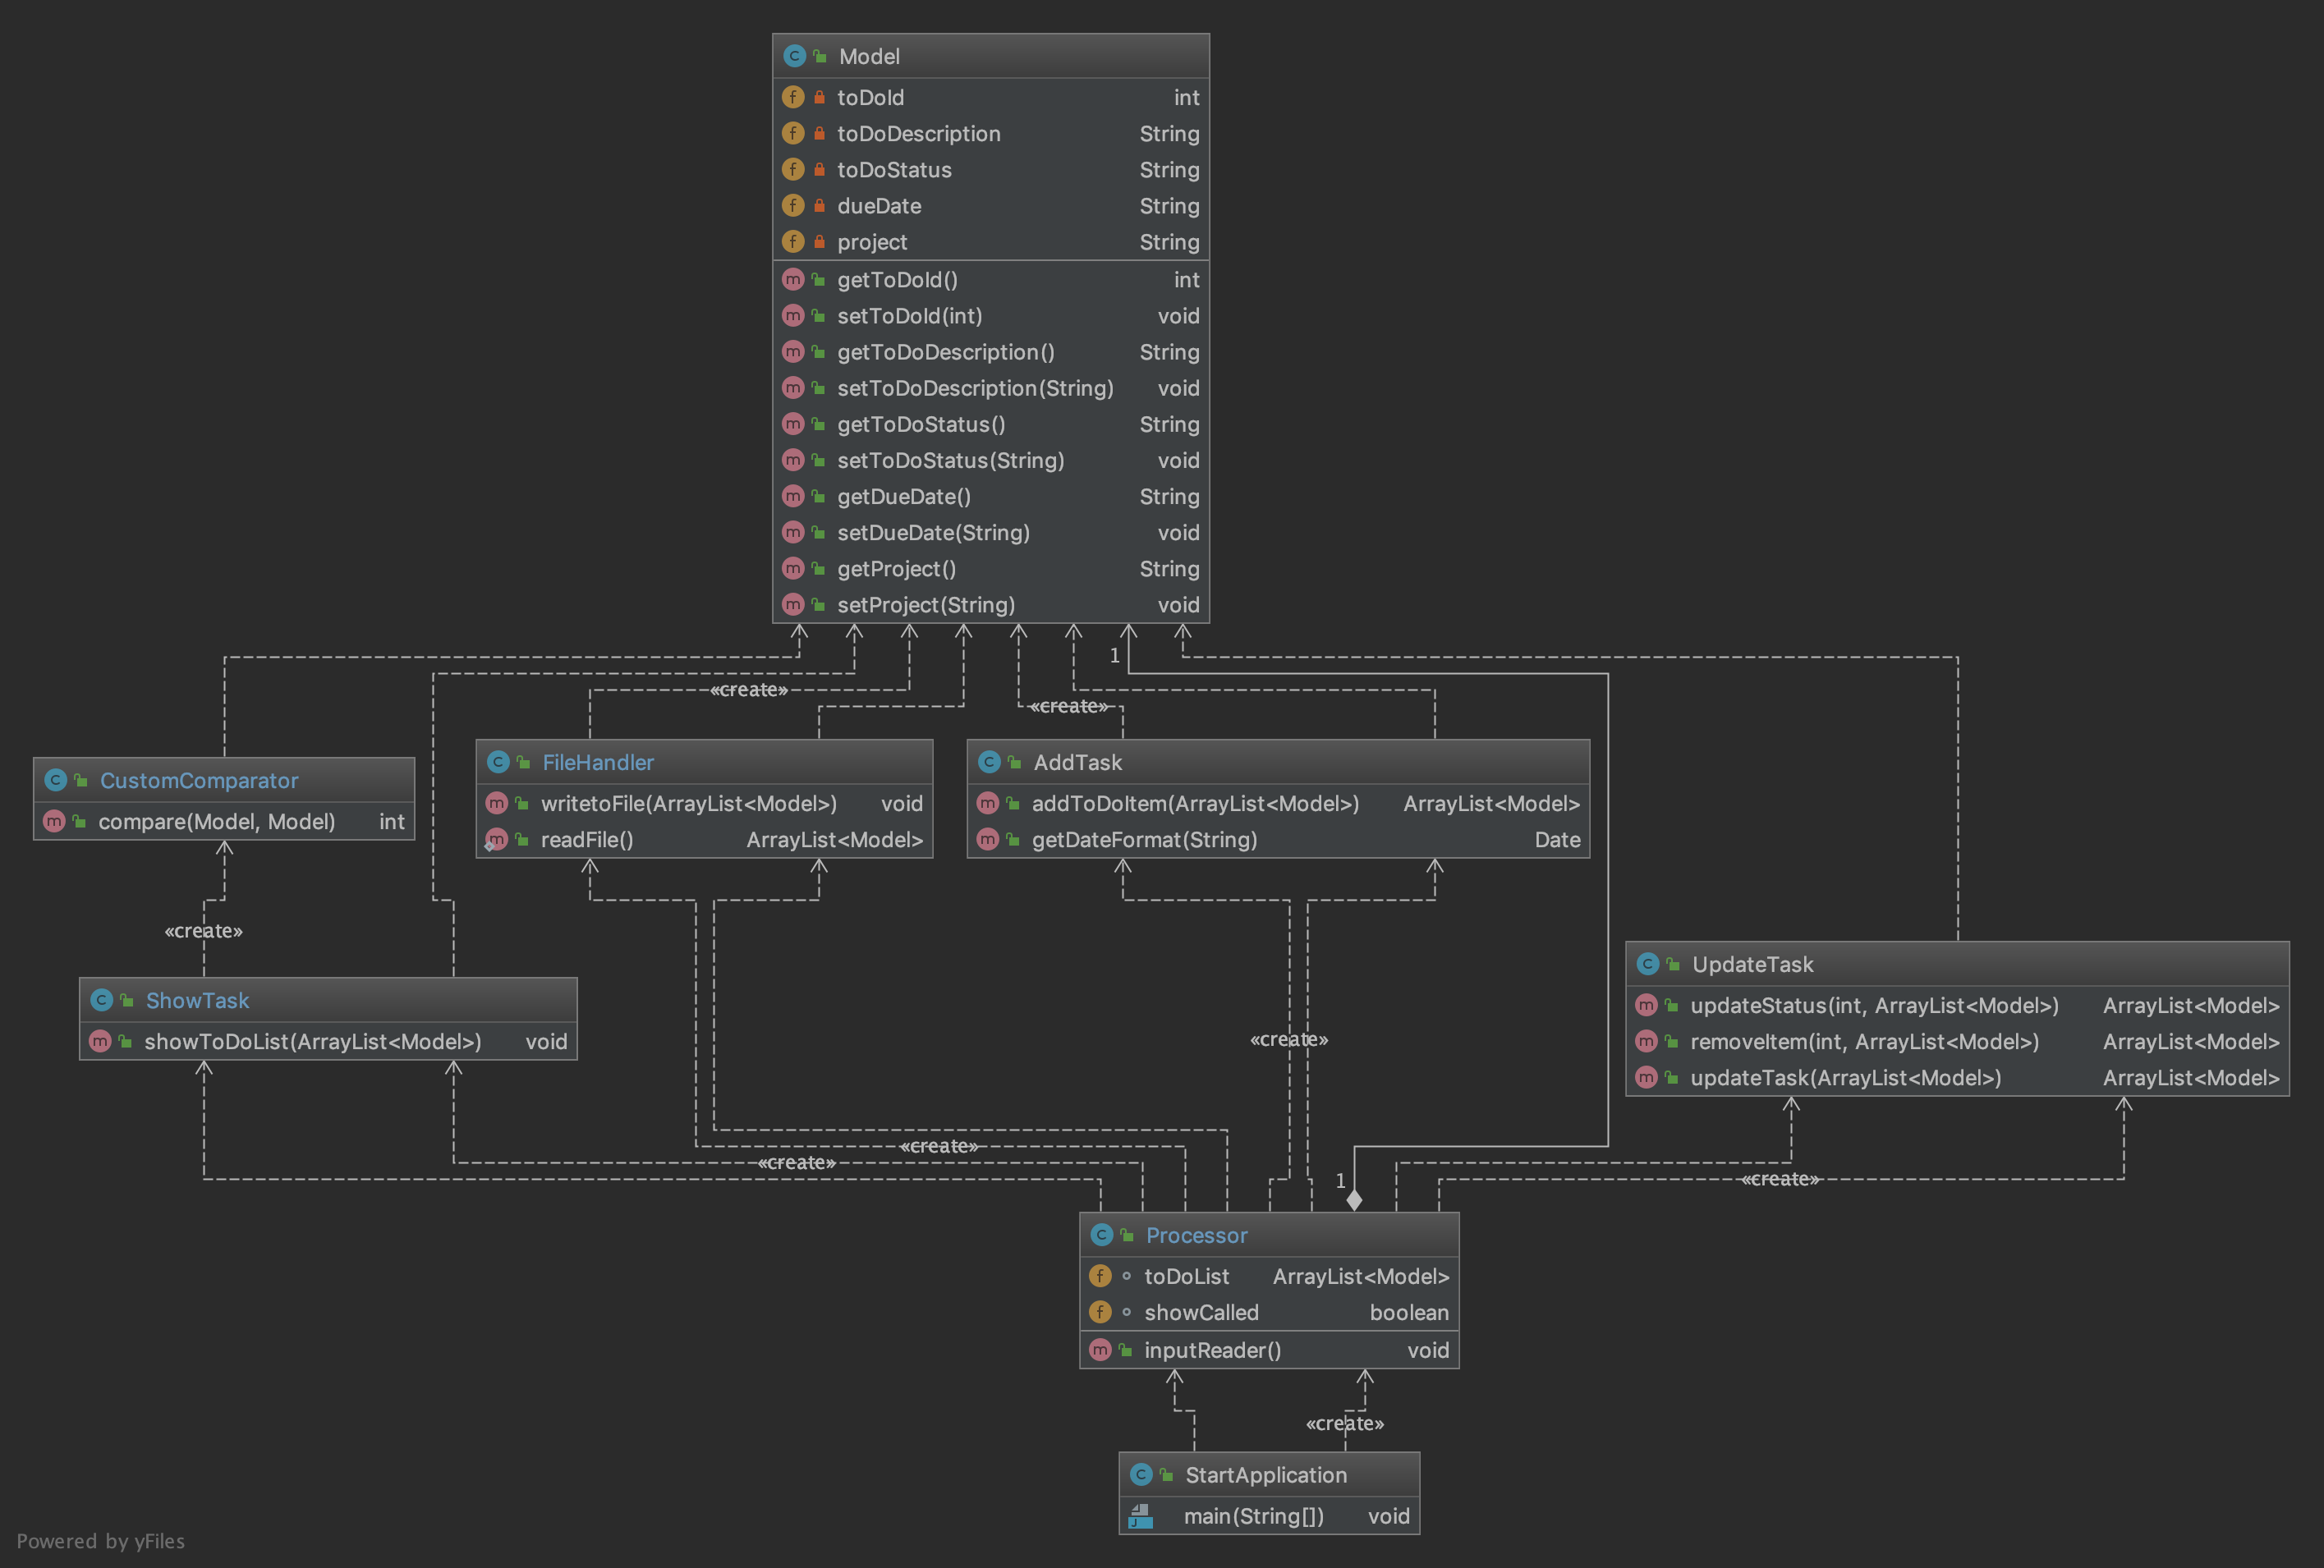 Model
toDoId int
toDoDescription String
toDoStatus String
dueDate String
project String
getToDoId() int
setToDoId(int) void
getToDoDescription() String
setToDoDescription(String) void
getToDoStatus() String
setToDoStatus(String) void
getDueDate() String
setDueDate(String) void
getProject() String
setProject(String) void
1
«create»
«create»
CustomComparator
compare(Model, Model) int
FileHandler
writetoFile(ArrayList<Model>) void
readFile() ArrayList<Model>
AddTask
addToDoItem(ArrayList<Model>) ArrayList<Model>
getDateFormat(String) Date
«create»
ShowTask
showToDoList(ArrayList<Model>) void
«create»
UpdateTask
updateStatus(int, ArrayList<Model>) ArrayList<Model>
removeItem(int, ArrayList<Model>) ArrayList<Model>
updateTask(ArrayList<Model>) ArrayList<Model>
«create»
«create»
1
«create»
Processor
toDoList ArrayList<Model>
showCalled boolean
inputReader() void
«create»
StartApplication
main(String[]) void
Powered by yFiles